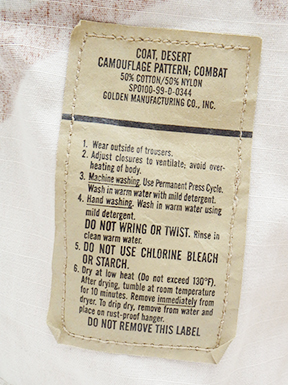 COAT, DESERT
CAMOUFLAGE PATTERN; COMBAT
50% COTTON/50% NYLON
SPO100-99-D-0344
GOLDEN MANUFACTURING CO., INC.
1. Wear outside of trousers.
2. Adjust closures to ventilate; avoid over-
heating of body.
3. Machine washing. Use Permanent Press Cycle.
Wash in warm water with mild detergent.
4. Hand washing. Wash in warm water using
mild detergent.
DO NOT WRING OR TWIST. Rinse in
clean warm water.
5. DO NOT USE CHLORINE BLEACH
OR STARCH.
6. Dry at low heat (Do not exceed 130°F).
After drying, tumble at room temperature
for 10 minutes. Remove immediately from
dryer. To drip dry, remove from water and
place on rust-proof hanger.
DO NOT REMOVE THIS LABEL